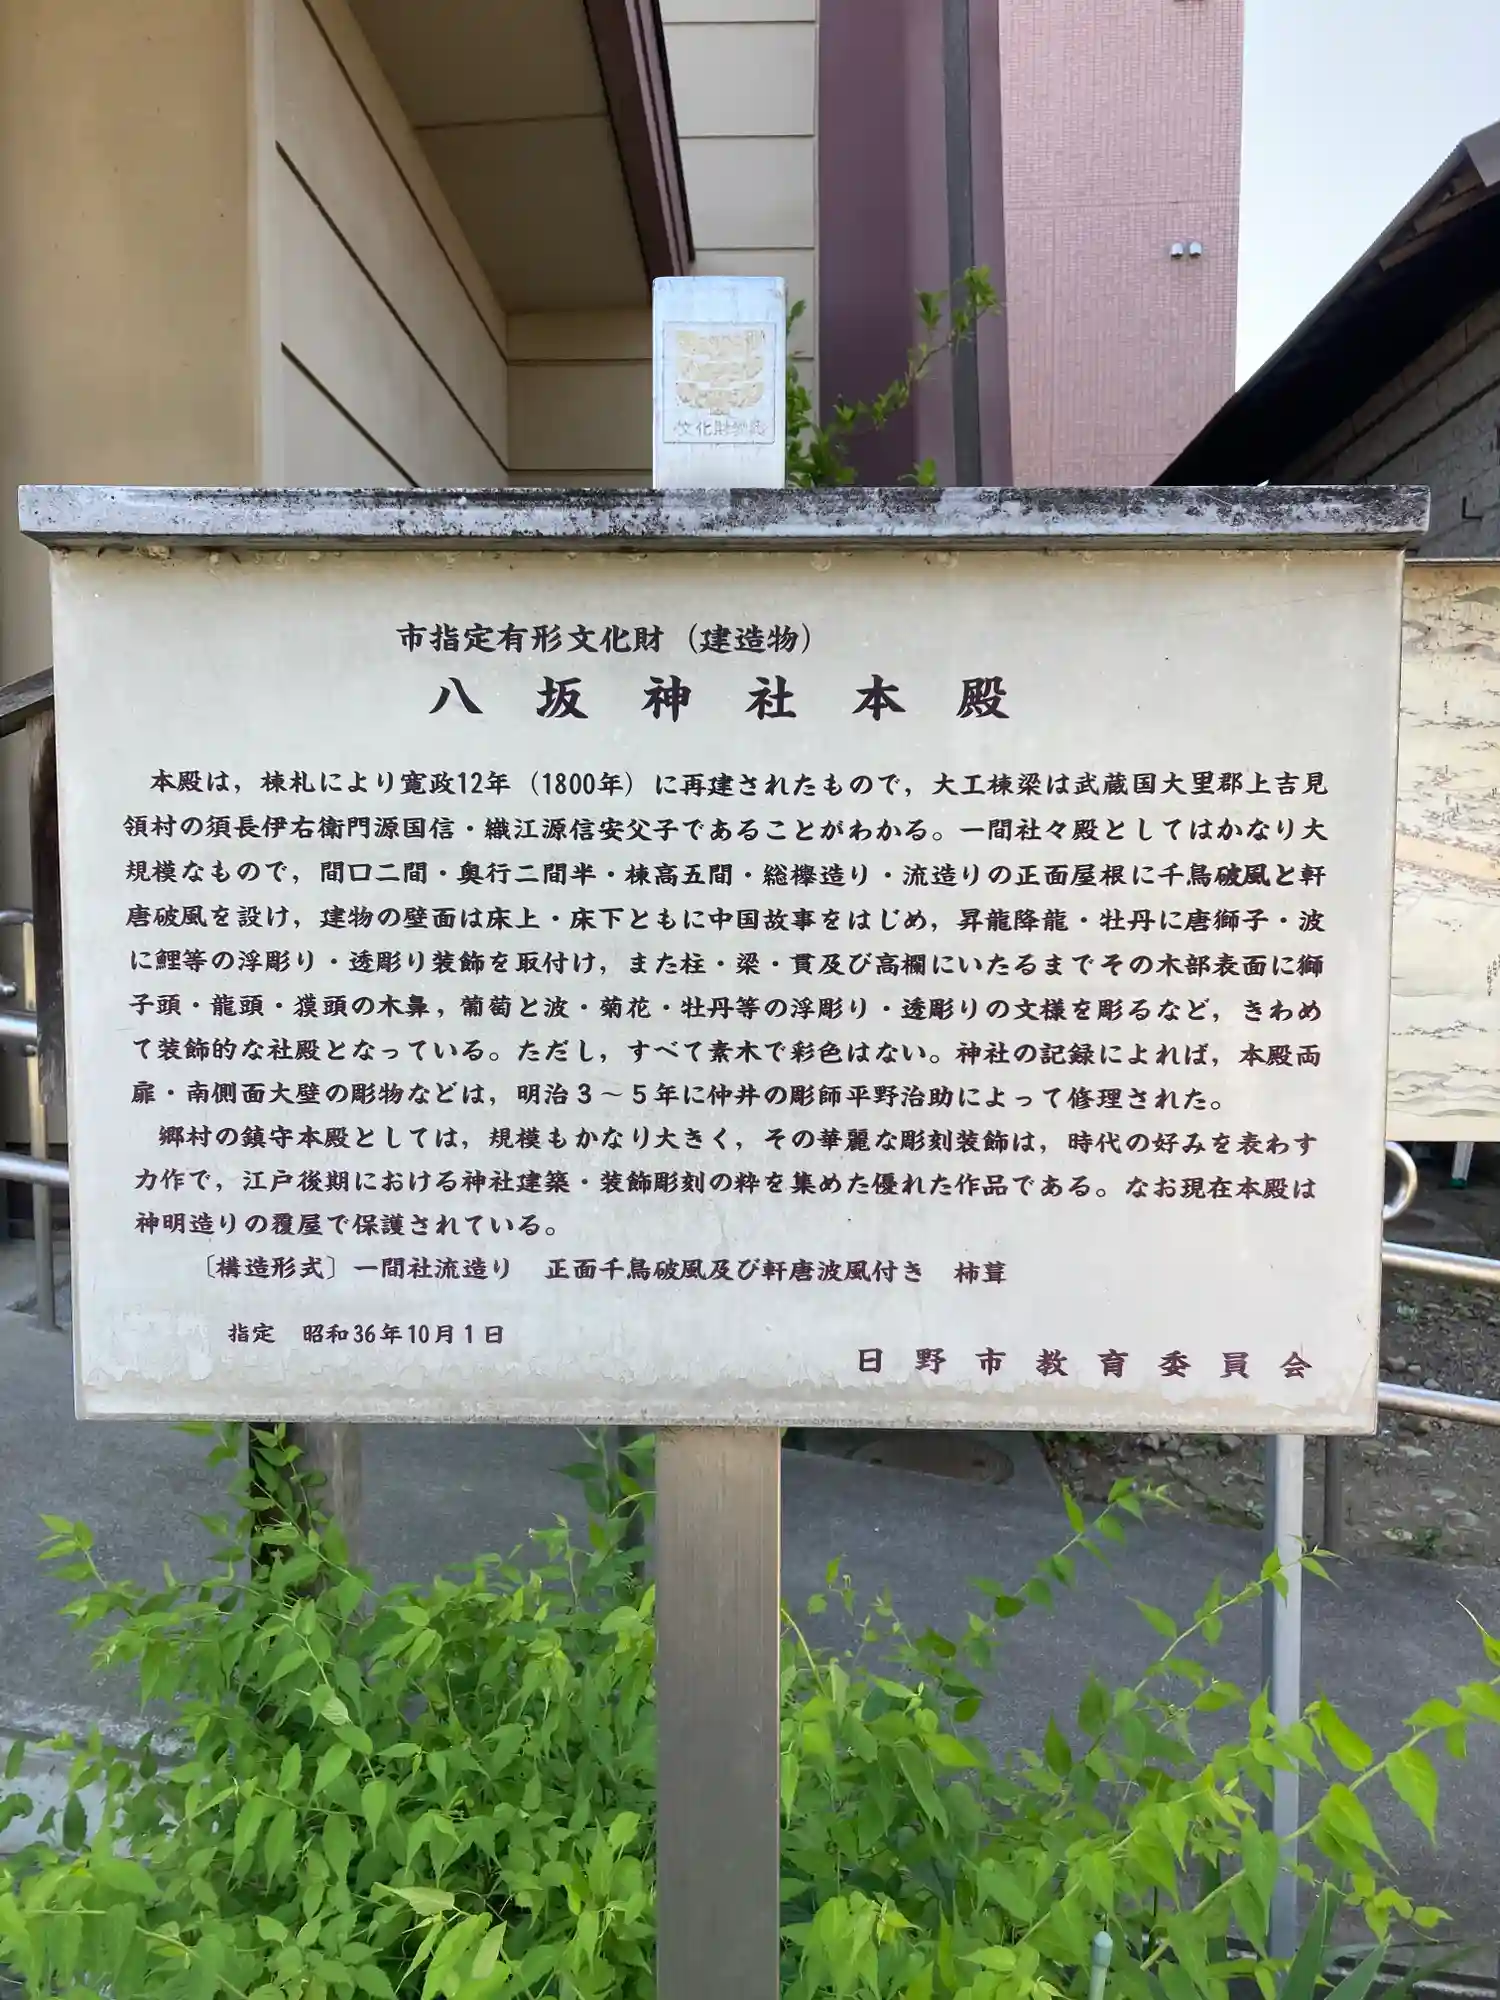 文化財愛護
市指定有形文化財（建造物）
八坂神社本殿
本殿は，棟札により寛政12年（1800年）に再建されたもので，大工棟梁は武蔵国大里郡上吉見
領村の須長伊右衛門源国信・織江源信安父子であることがわかる。一間社々殿としてはかなり大
規模なもので，間口二間・奥行二間半・棟高五間・総欅造り・流造りの正面屋根に千鳥破風と軒
唐破風を設け，建物の壁面は床上・床下ともに中国故事をはじめ，昇龍降龍・牡丹に唐獅子・波
に鯉等の浮彫り・透彫り装飾を取付け，また柱・梁・貫及び高欄にいたるまでその木部表面に獅
子頭・龍頭・獏頭の木鼻，葡萄と波・菊花・牡丹等の浮彫り・透彫りの文様を彫るなど，きわめ
て装飾的な社殿となっている。ただし，すべて素木で彩色はない。神社の記録によれば，本殿両
扉・南側面大壁の彫物などは，明治３～５年に仲井の彫師平野治助によって修理された。
郷村の鎮守本殿としては，規模もかなり大きく，その華麗な彫刻装飾は，時代の好みを表わす
力作で，江戸後期における神社建築・装飾彫刻の粋を集めた優れた作品である。なお現在本殿は
神明造りの覆屋で保護されている。
〔構造形式〕一間社流造り　正面千鳥破風及び軒唐波風付き　柿葺
指定　昭和36年10月１日
日野市教育委員会